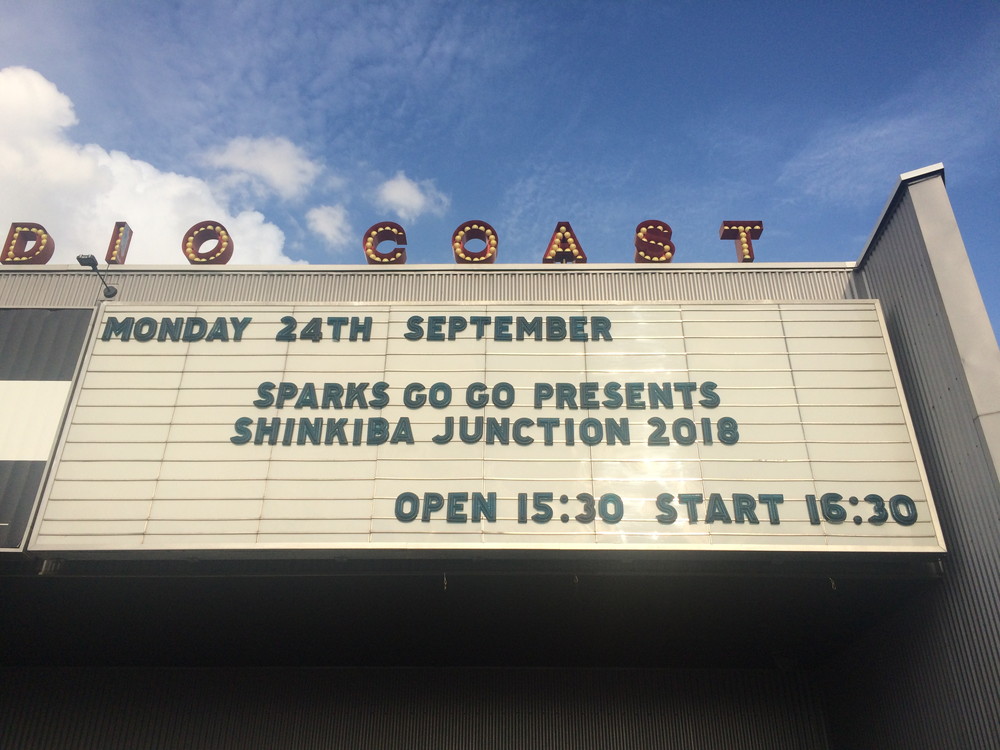 DIO COAST
MONDAY 24TH SEPTEMBER
SPARKS GO GO PRESENTS
SHINKIBA JUNCTION 2018
OPEN 15:30 START 16:30